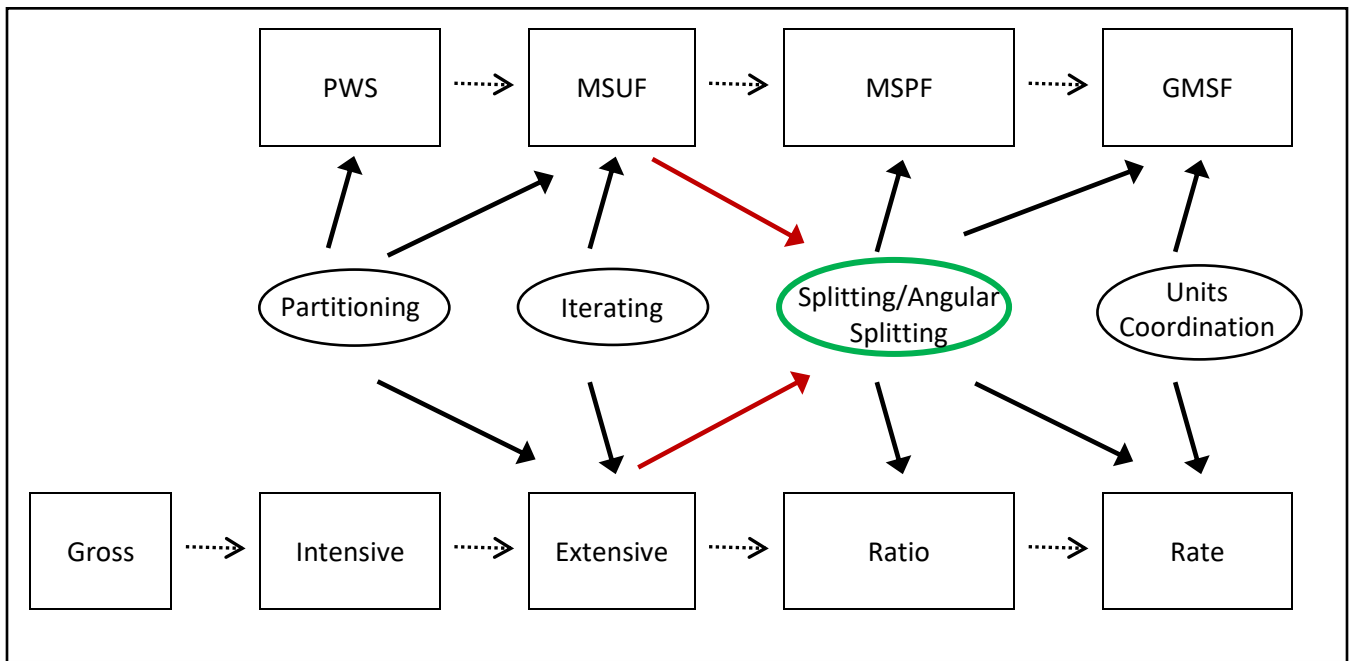 PWS
MSUF
MSPF
GMSF
Partitioning
Iterating
Splitting/Angular
Splitting
Units
Coordination
Gross
Intensive
Extensive
Ratio
Rate